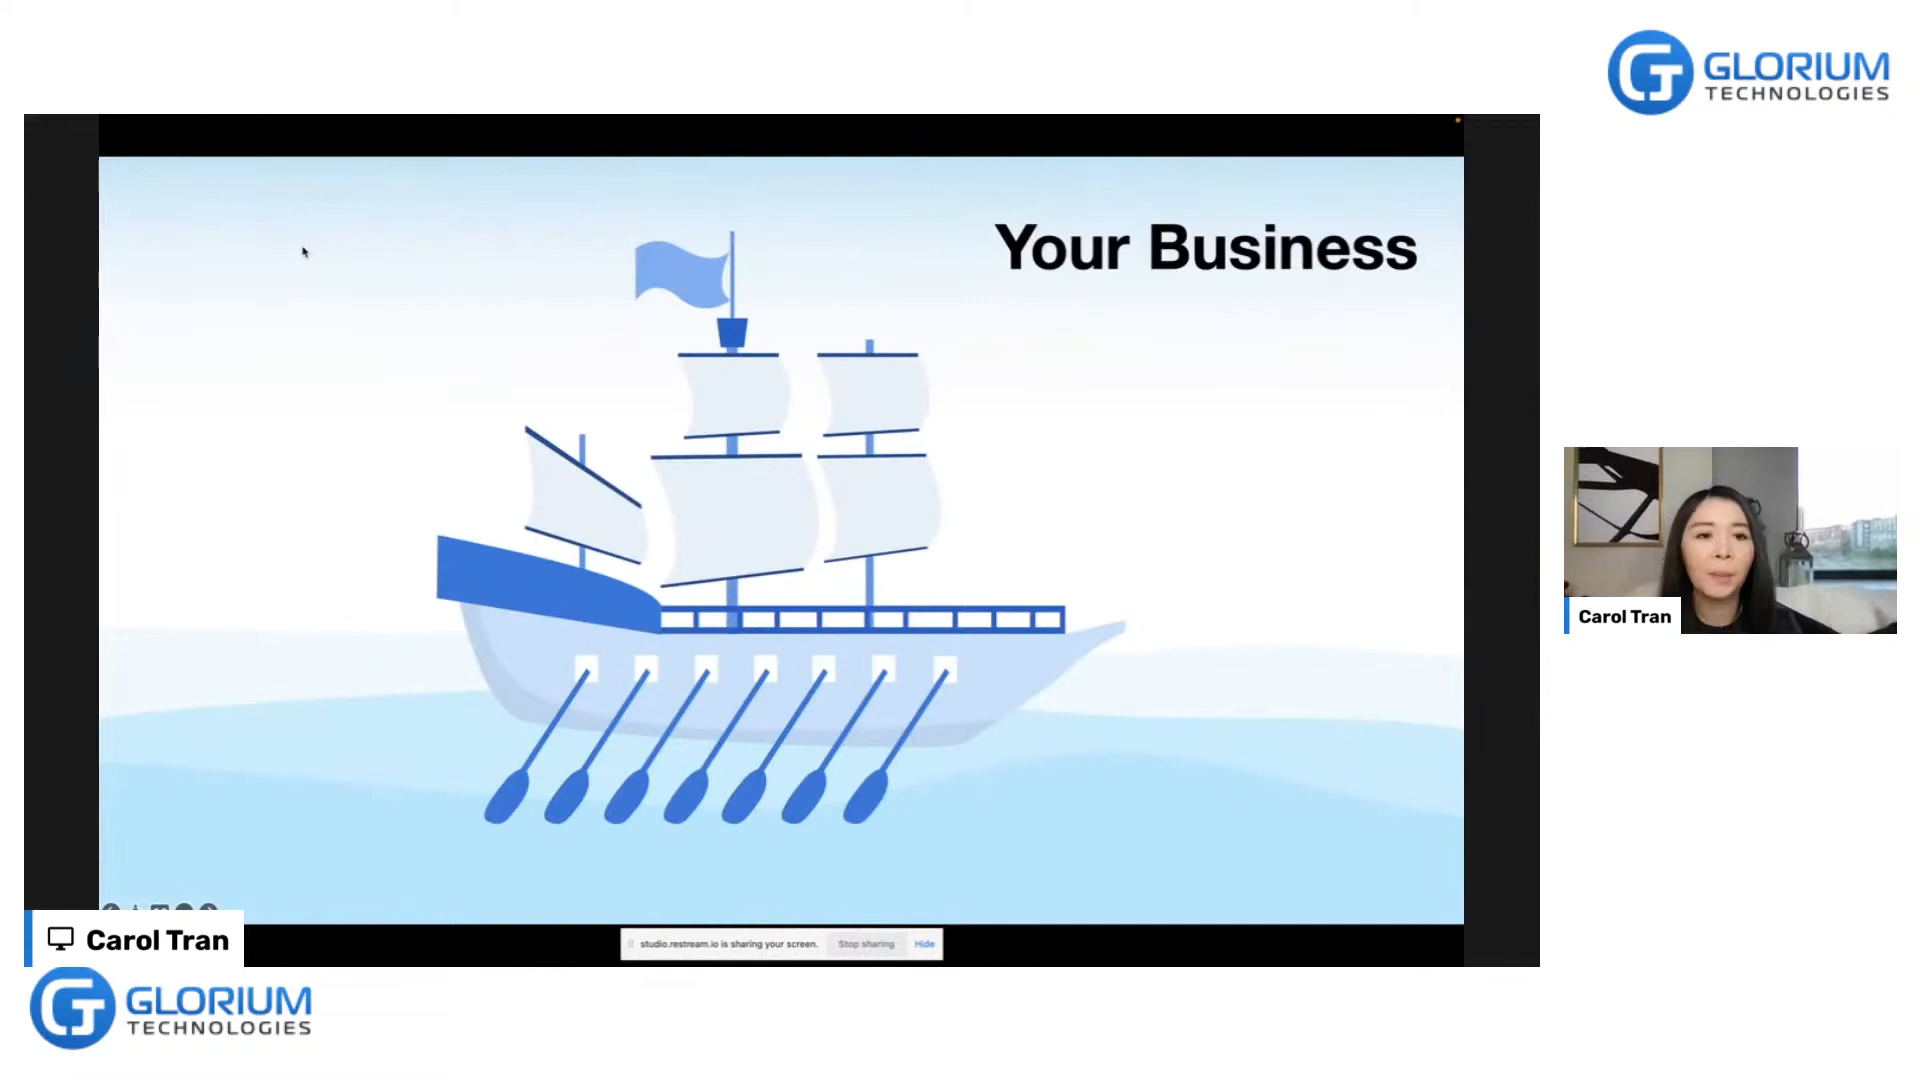 GLORIUM
TECHNOLOGIES
Your Business
Carol Tran
Carol Tran
studio.restream.io is sharing your screen.
Stop sharing
Hide
GLORIUM
TECHNOLOGIES